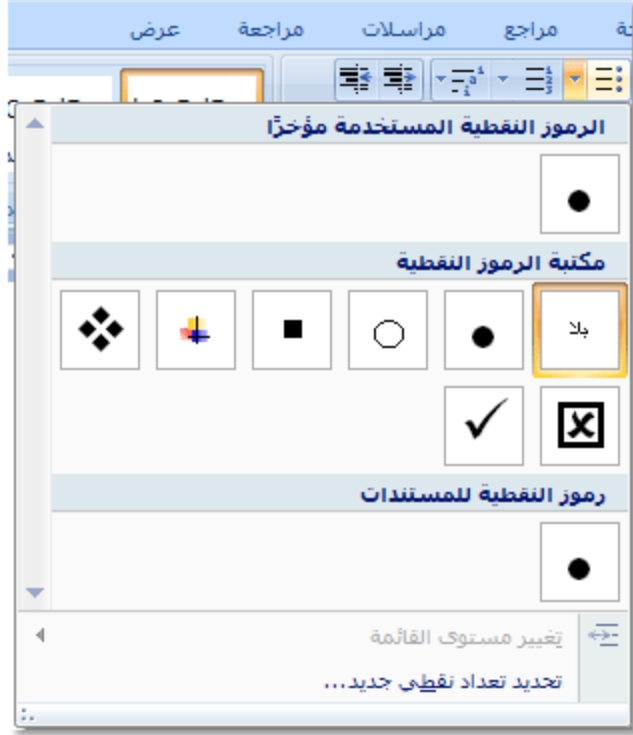 مراجع مراسلات مراجعة عرض
الرموز النقطية المستخدمة مؤخرًا
مكتبة الرموز النقطية
بلا
رموز النقطية للمستندات
تغيير مستوى القائمة
تحديد تعداد نقطي جديد...